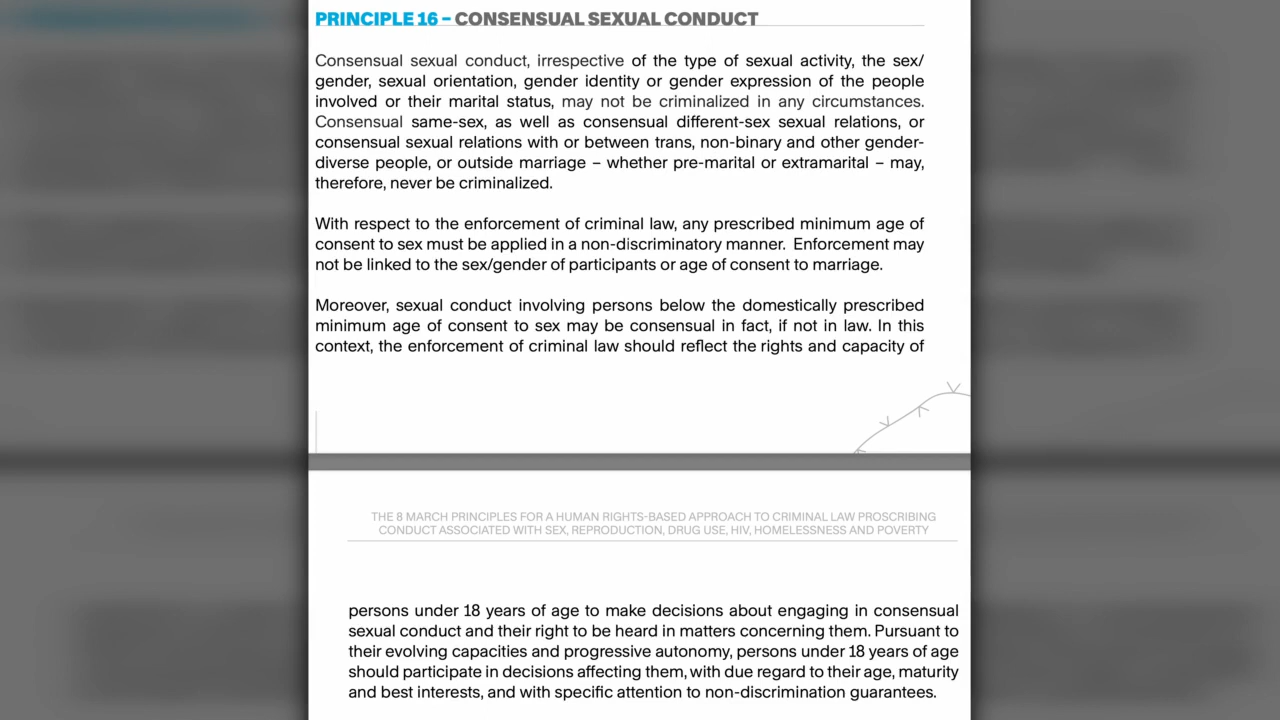 PRINCIPLE 16 – CONSENSUAL SEXUAL CONDUCT
Consensual sexual conduct, irrespective of the type of sexual activity, the sex/
gender, sexual orientation, gender identity or gender expression of the people
involved or their marital status, may not be criminalized in any circumstances.
Consensual same-sex, as well as consensual different-sex sexual relations, or
consensual sexual relations with or between trans, non-binary and other gender-
diverse people, or outside marriage – whether pre-marital or extramarital – may,
therefore, never be criminalized.
With respect to the enforcement of criminal law, any prescribed minimum age of
consent to sex must be applied in a non-discriminatory manner. Enforcement may
not be linked to the sex/gender of participants or age of consent to marriage.
Moreover, sexual conduct involving persons below the domestically prescribed
minimum age of consent to sex may be consensual in fact, if not in law. In this
context, the enforcement of criminal law should reflect the rights and capacity of
THE 8 MARCH PRINCIPLES FOR A HUMAN RIGHTS-BASED APPROACH TO CRIMINAL LAW PROSCRIBING
CONDUCT ASSOCIATED WITH SEX, REPRODUCTION, DRUG USE, HIV, HOMELESSNESS AND POVERTY
persons under 18 years of age to make decisions about engaging in consensual
sexual conduct and their right to be heard in matters concerning them. Pursuant to
their evolving capacities and progressive autonomy, persons under 18 years of age
should participate in decisions affecting them, with due regard to their age, maturity
and best interests, and with specific attention to non-discrimination guarantees.